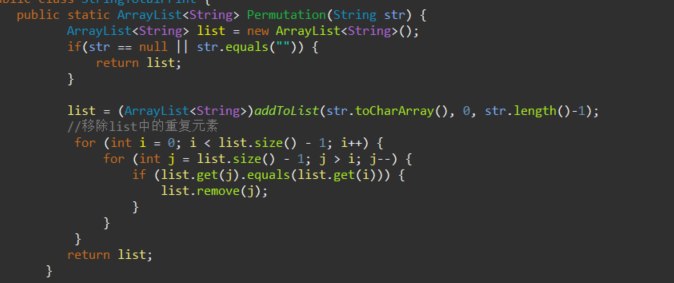 public static ArrayList<String> Permutation(String str) {
ArrayList<String> list = new ArrayList<String>();
if(str == null || str.equals("")) {
return list;
}
list = (ArrayList<String>)addToList(str.toCharArray(), 0, str.length()-1);
//移除list中的重复元素
for (int i = 0; i < list.size() - 1; i++) {
for (int j = list.size() - 1; j > i; j--) {
if (list.get(j).equals(list.get(i))) {
list.remove(j);
}
}
}
return list;
}